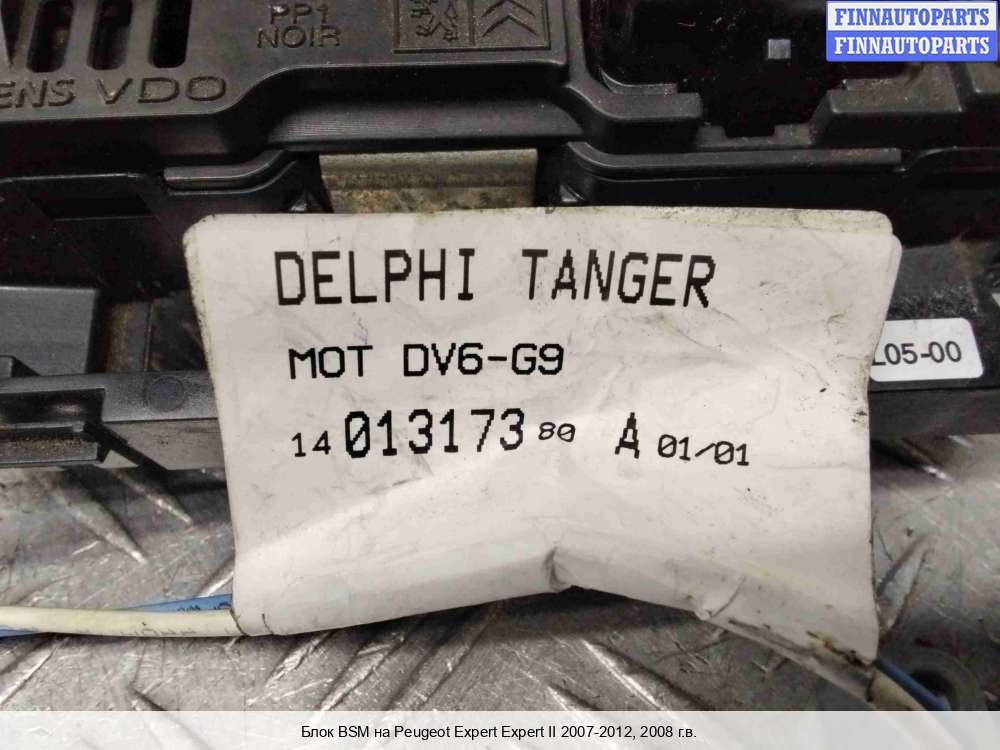 PP1
NOIR
VDO
FINNAUTOPARTS
FINNAUTOPARTS
DELPHI TANGER
MOT DV6-G9
14 013173 80 A 01/01
L05-00
Блок BSM на Peugeot Expert Expert II 2007-2012, 2008 г.в.